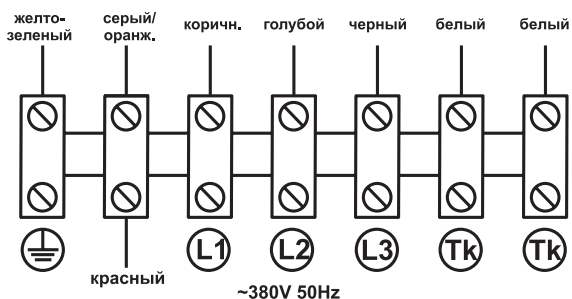 желто-
зеленый
серый/
оранж.
коричн.
голубой
черный
белый
белый
L1
L2
L3
Tk
Tk
красный
~380V 50Hz